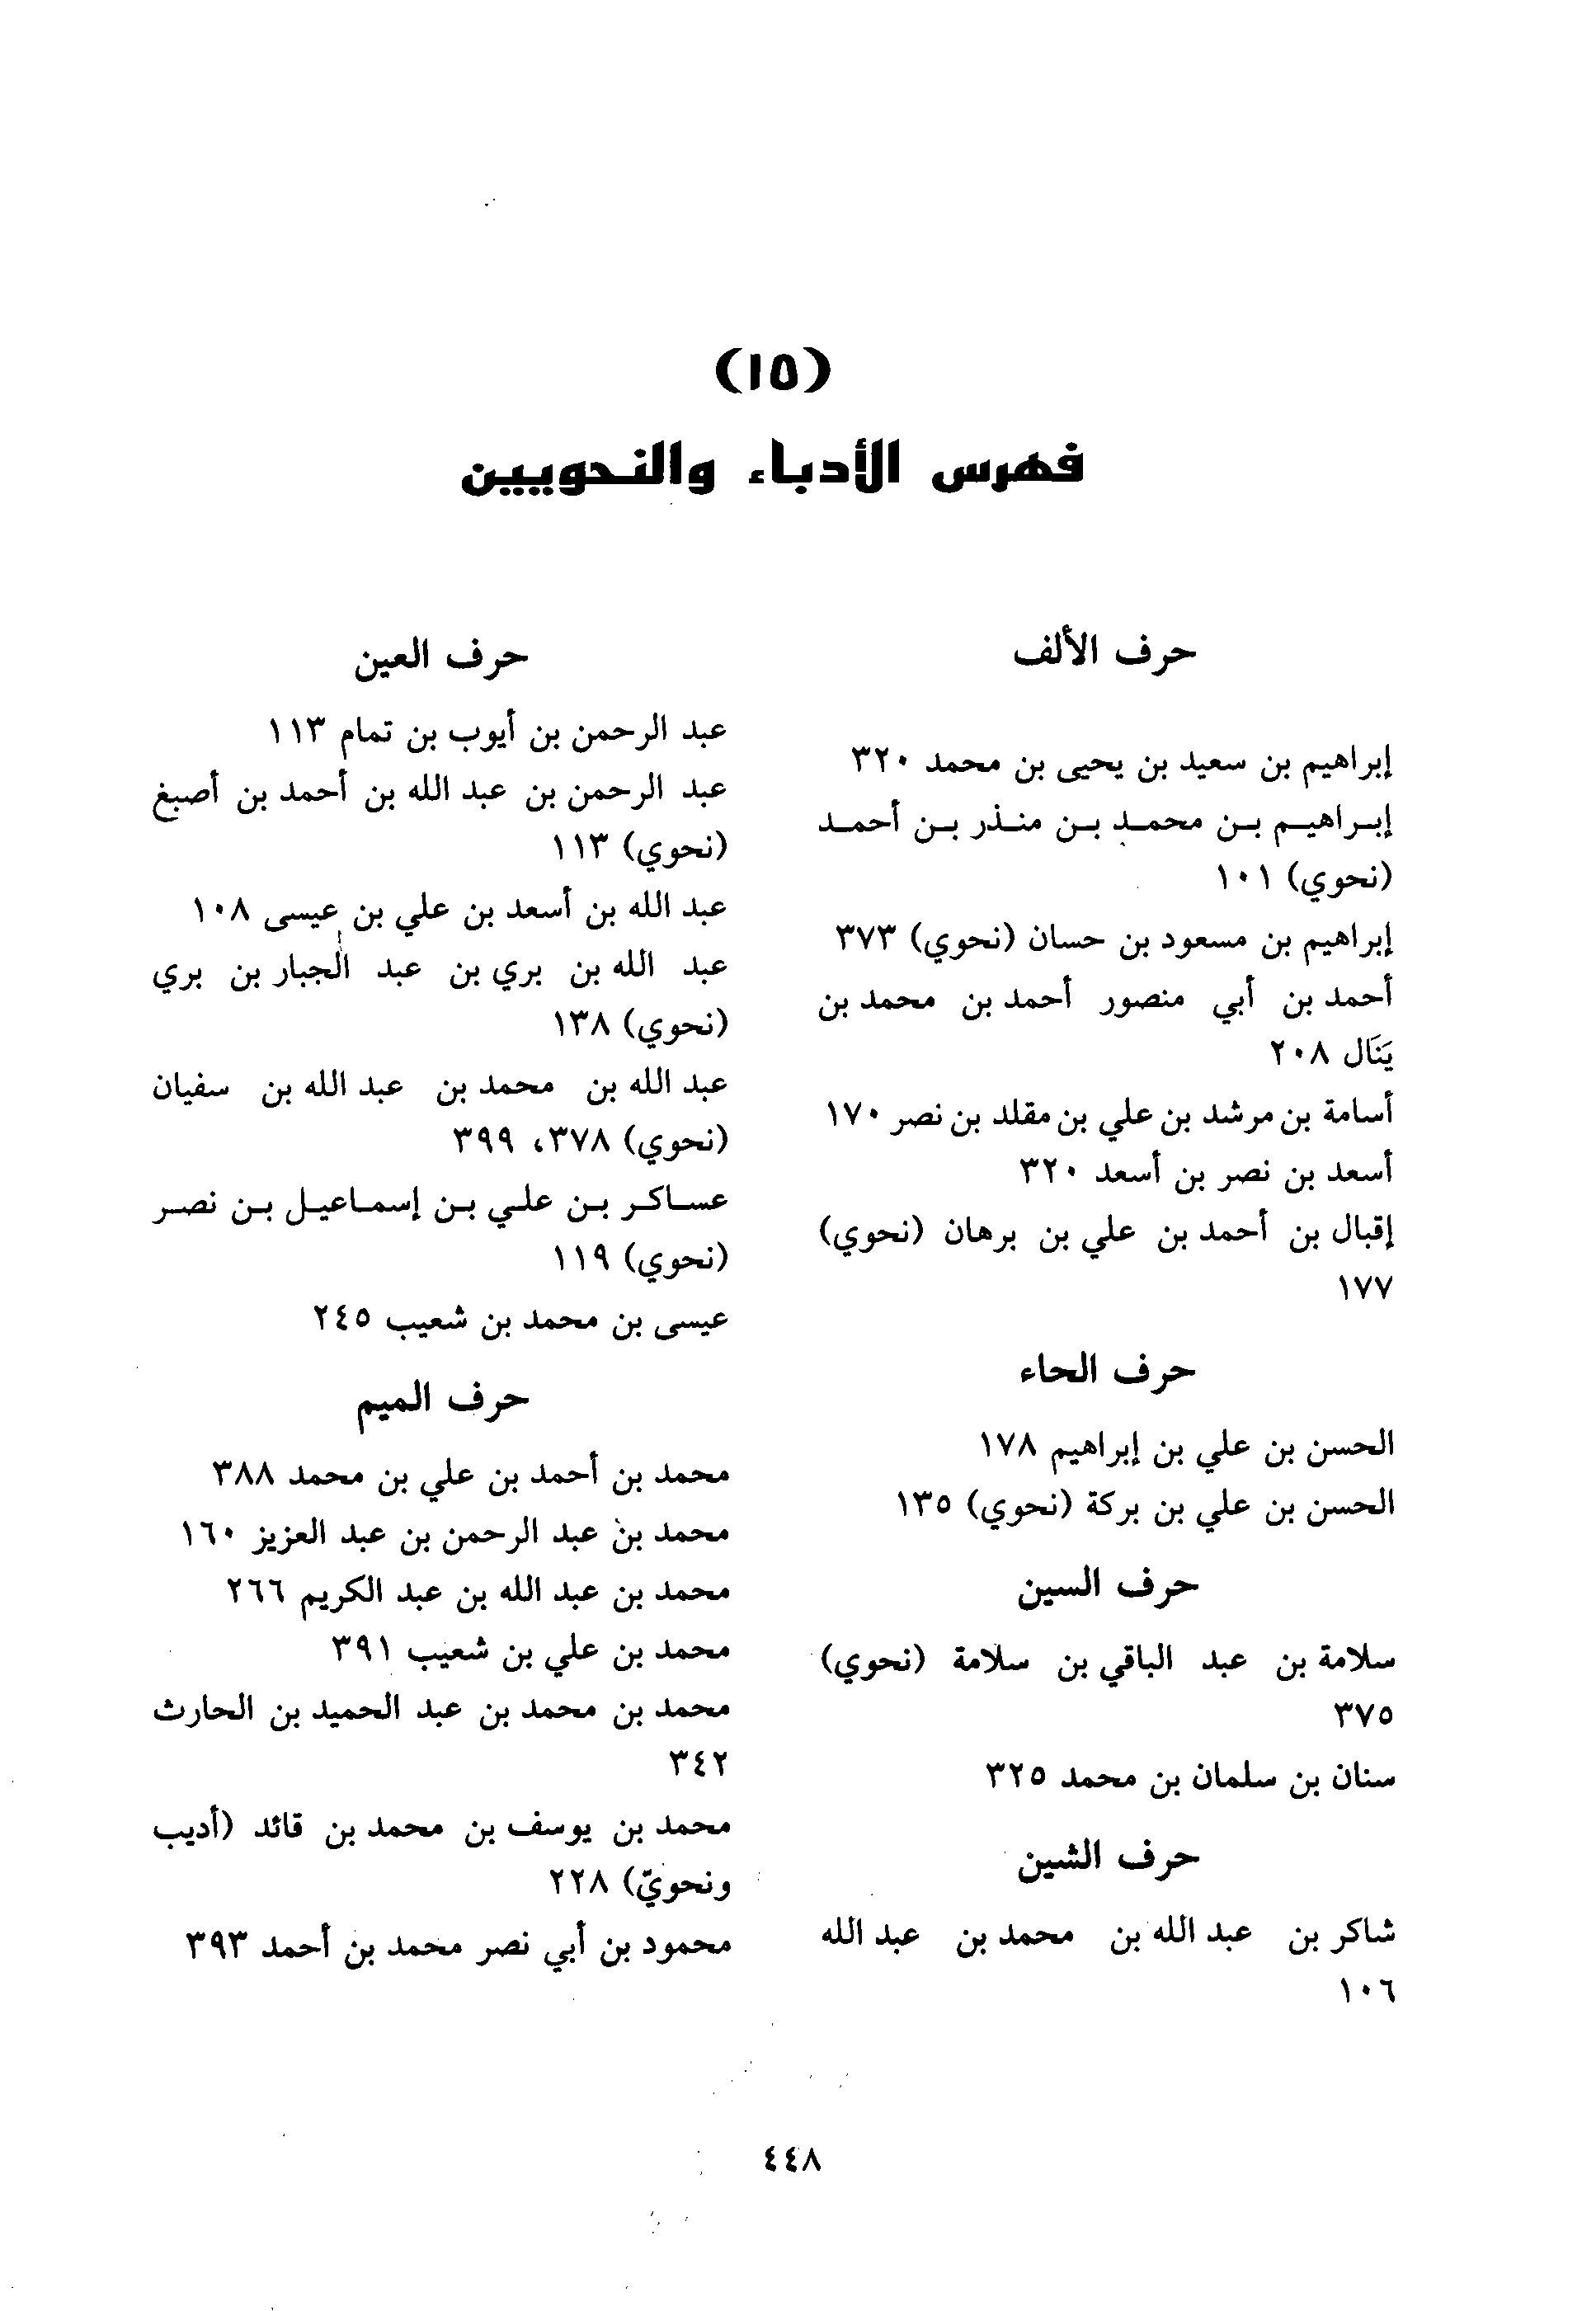 (١٥)
فهرس الأدباء والنحويين
حرف الألف
إبراهيم بن سعيد بن يحيى بن محمد ٣٢٠
إبراهيم بن محمد بن منذر بن أحمد
(نحوي) ١٠١
إبراهيم بن مسعود بن حسان (نحوي) ٣٧٣
أحمد بن أبي منصور أحمد بن محمد بن
يَنَال ٢٠٨
أسامة بن مرشد بن علي بن مقلد بن نصر ١٧٠
أسعد بن نصر بن أسعد ٣٢٠
إقبال بن أحمد بن علي بن برهان (نحوي)
١٧٧
حرف الحاء
الحسن بن علي بن إبراهيم ١٧٨
الحسن بن علي بن بركة (نحوي) ١٣٥
حرف السين
سلامة بن عبد الباقي بن سلامة (نحوي)
٣٧٥
سنان بن سلمان بن محمد ٣٢٥
حرف الشين
شاكر بن عبد الله بن محمد بن عبد الله
١٠٦
حرف العين
عبد الرحمن بن أيوب بن تمام ١١٣
عبد الرحمن بن عبد الله بن أحمد بن أصبغ
(نحوي) ١١٣
عبد الله بن أسعد بن علي بن عيسى ١٠٨
عبد الله بن بري بن عبد الجبار بن بري
(نحوي) ١٣٨
عبد الله بن محمد بن عبد الله بن سفيان
(نحوي) ٣٧٨، ٣٩٩
عساكر بن علي بن إسماعيل بن نصر
(نحوي) ١١٩
عيسى بن محمد بن شعيب ٢٤٥
حرف الميم
محمد بن أحمد بن علي بن محمد ٣٨٨
محمد بن عبد الرحمن بن عبد العزيز ١٦٠
محمد بن عبد الله بن عبد الكريم ٢٦٦
محمد بن علي بن شعيب ٣٩١
محمد بن محمد بن عبد الحميد بن الحارث
٣٤٢
محمد بن يوسف بن محمد بن قائد (أديب
ونحويّ) ٢٢٨
محمود بن أبي نصر محمد بن أحمد ٣٩٣
٤٤٨